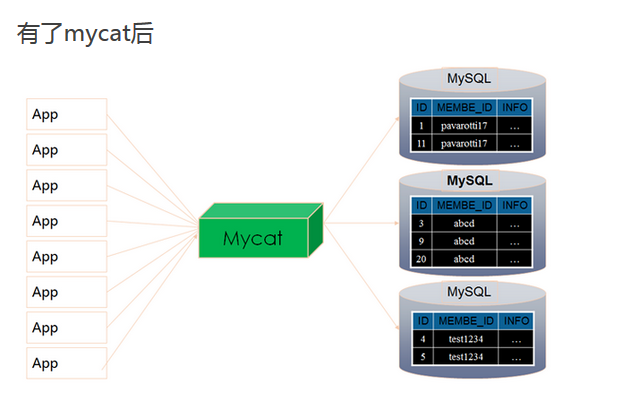 有了mycat后
App
App
App
App
App
App
App
App
Mycat
MySQL
ID MEMBE_ID INFO
1 pavarotti17 ...
11 pavarotti17 ...
MySQL
ID MEMBE_ID INFO
3 abcd ...
9 abcd ...
20 abcd ...
MySQL
ID MEMBE_ID INFO
4 test1234 ...
5 test1234 ...